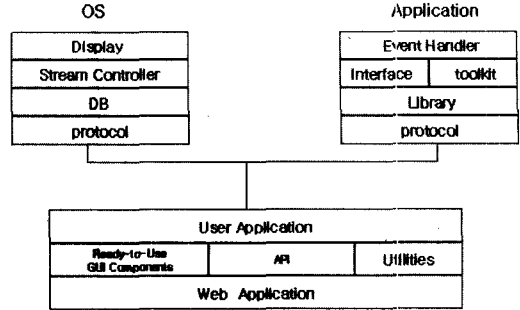 OS
Application
Display
Stream Controller
DB
protocol
Event Handler
Interface toolkit
Library
protocol
User Application
Ready-to-Use
GUI Components
API
Utilities
Web Application